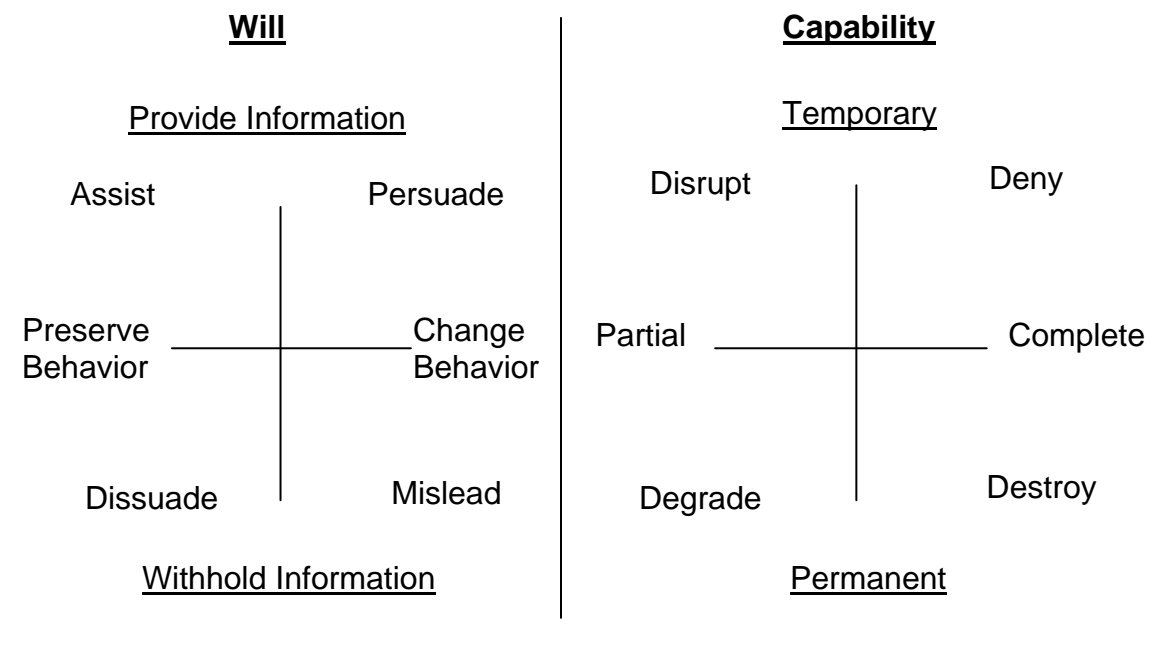 Will
Provide Information
Assist
Persuade
Preserve
Behavior
Change
Behavior
Dissuade
Mislead
Withhold Information
Capability
Temporary
Disrupt
Deny
Partial
Complete
Degrade
Destroy
Permanent